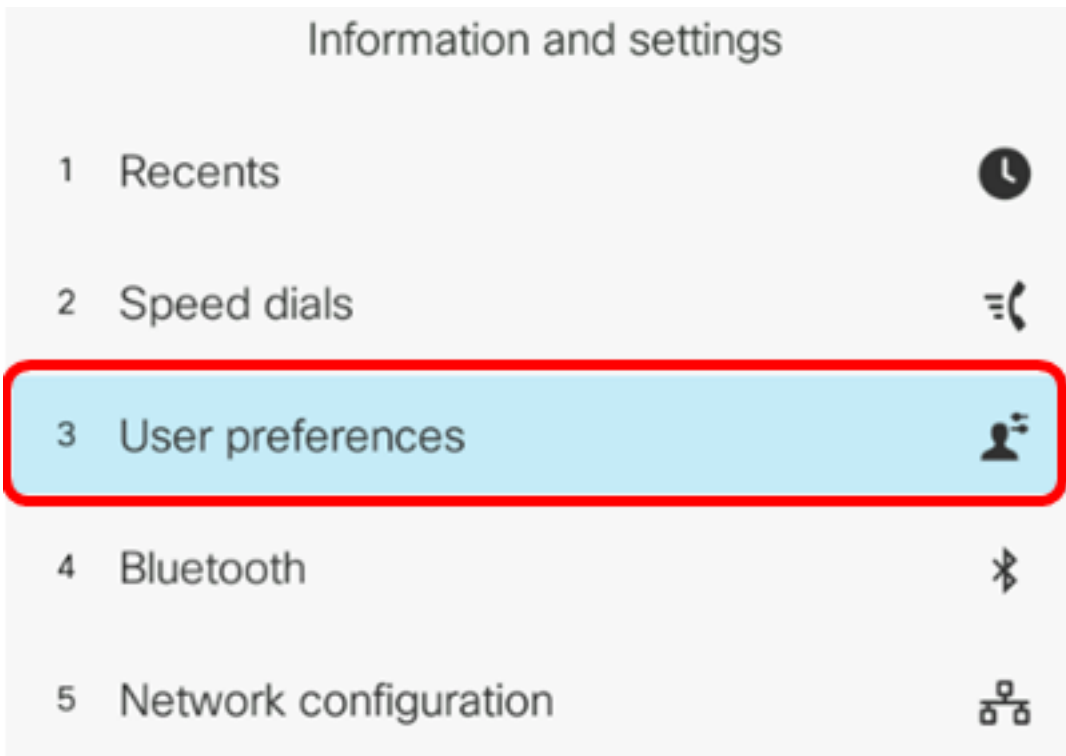 Information and settings
1 Recents
2 Speed dials
3 User preferences
4 Bluetooth
5 Network configuration